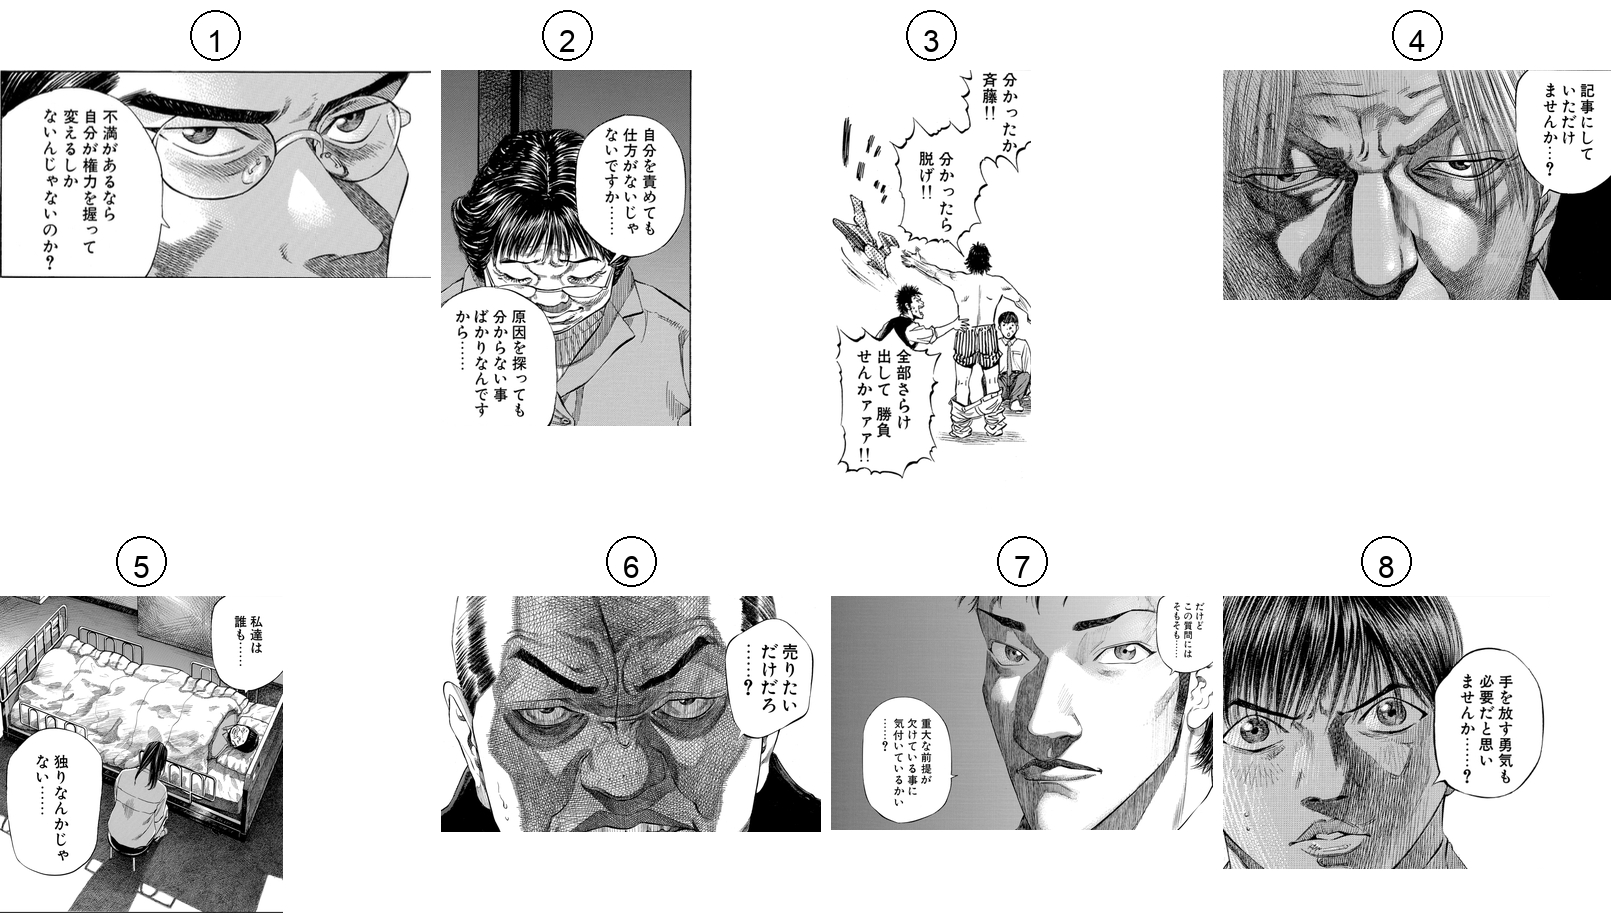 1
不満があるなら
自分が権力を握って
変えるしか
ないんじゃないのか?
2
自分を責めても
仕方がないじゃ
ないですか……
原因を探っても
分からない事
ばかりなんです
から……
3
分かったか
斉藤!!
分かったら
脱げ!!
全部さらけ
出して 勝負
せんかァァァ!!
4
記事にして
いただけ
ませんか…?
5
私達は
誰も……
独りなんかじゃ
ない……
6
売りたい
だけだろ
……?
7
だけど
この質問には
そもそも……
重大な前提が
欠けている事に
気付いているかい
……?
8
手を放す勇気も
必要だと思い
ませんか……?